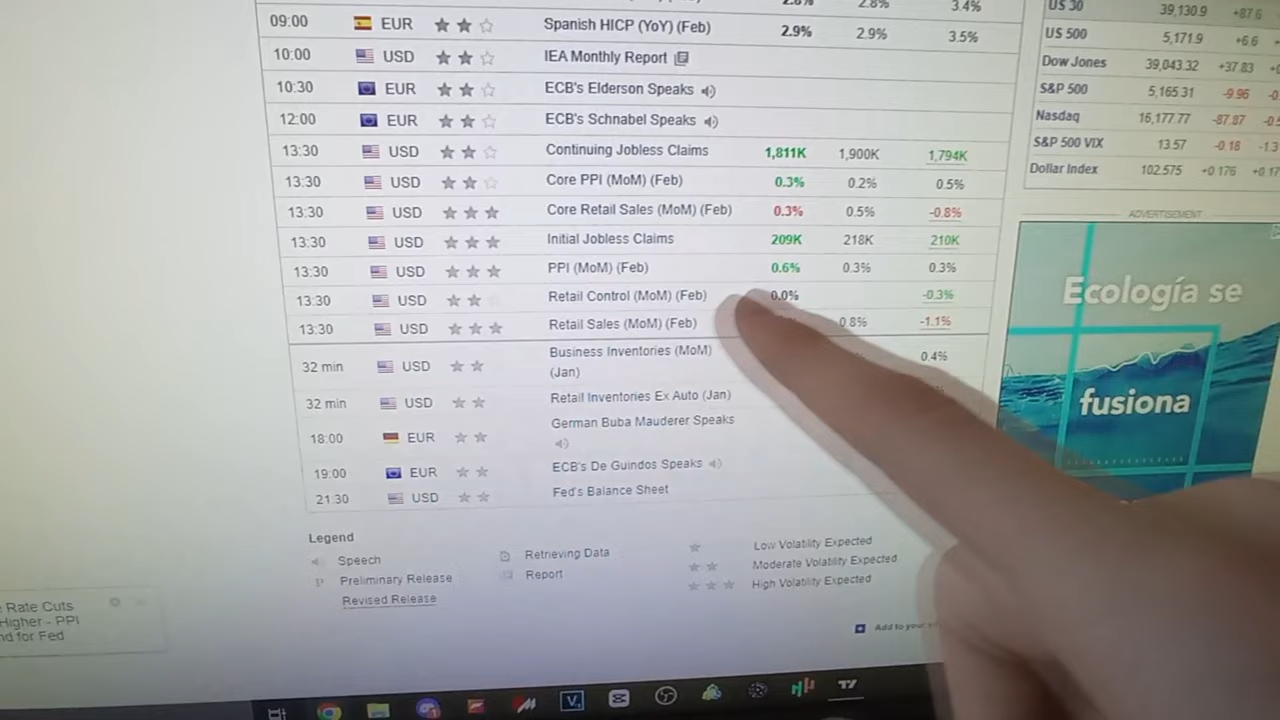 2.8% 3.4%
09:00 EUR Spanish HICP (YoY) (Feb) 2.9% 2.9% 3.5%
10:00 USD IEA Monthly Report
10:30 EUR ECB's Elderson Speaks
12:00 EUR ECB's Schnabel Speaks
13:30 USD Continuing Jobless Claims 1,811K 1,900K 1,794K
13:30 USD Core PPI (MoM) (Feb) 0.3% 0.2% 0.5%
13:30 USD Core Retail Sales (MoM) (Feb) 0.3% 0.5% -0.8%
13:30 USD Initial Jobless Claims 209K 218K 210K
13:30 USD PPI (MoM) (Feb) 0.6% 0.3% 0.3%
13:30 USD Retail Control (MoM) (Feb) 0.0% -0.3%
13:30 USD Retail Sales (MoM) (Feb) 0.8% -1.1%
32 min USD Business Inventories (MoM) (Jan) 0.4%
32 min USD Retail Inventories Ex Auto (Jan)
18:00 EUR German Buba Mauderer Speaks
19:00 EUR ECB's De Guindos Speaks
21:30 USD Fed's Balance Sheet
Legend
Speech
Preliminary Release
Revised Release
Retrieving Data
Report
Low Volatility Expected
Moderate Volatility Expected
High Volatility Expected
Add to your
US 30 39,130.9 +87.6
US 500 5,171.9 +6.6
Dow Jones 39,043.32 +37.83
S&P 500 5,165.31 -9.96
Nasdaq 16,177.77 -87.87
S&P 500 VIX 13.57 -0.18
Dollar Index 102.575 +0.176
ADVERTISEMENT
Ecología se
fusiona
Rate Cuts
Higher - PPI
for Fed